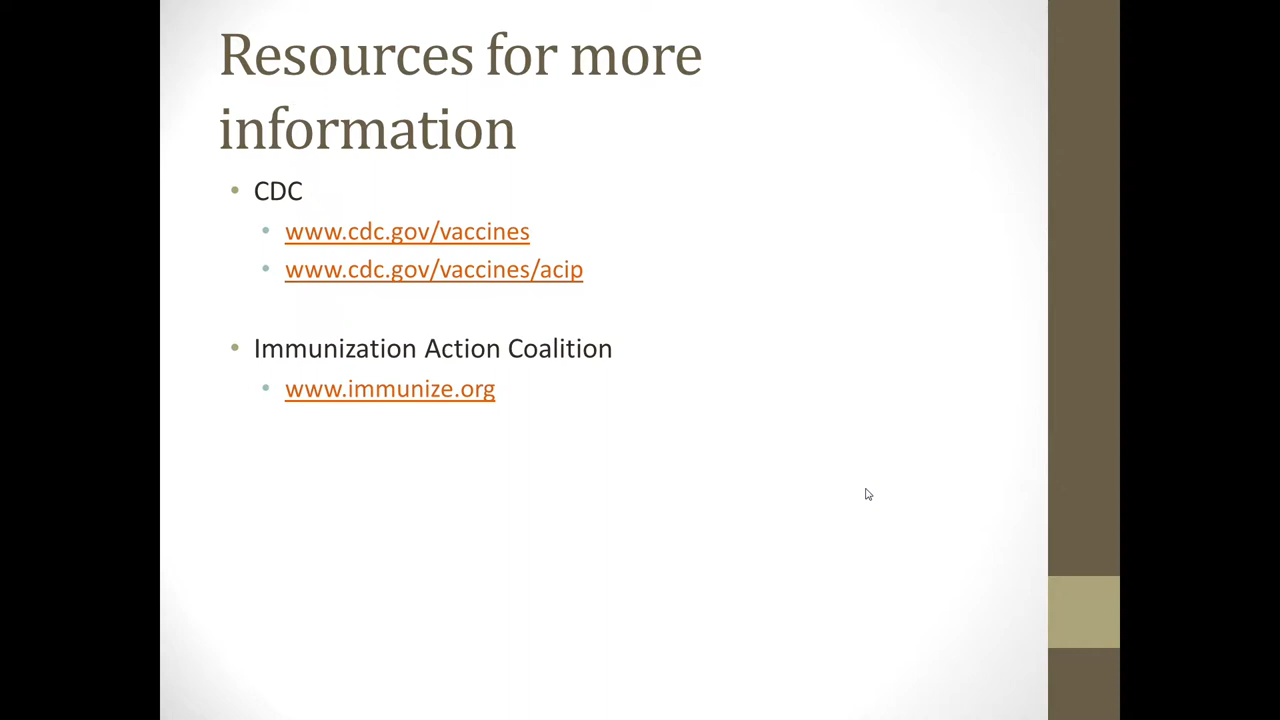 Resources for more
information
• CDC
• www.cdc.gov/vaccines
• www.cdc.gov/vaccines/acip
• Immunization Action Coalition
• www.immunize.org